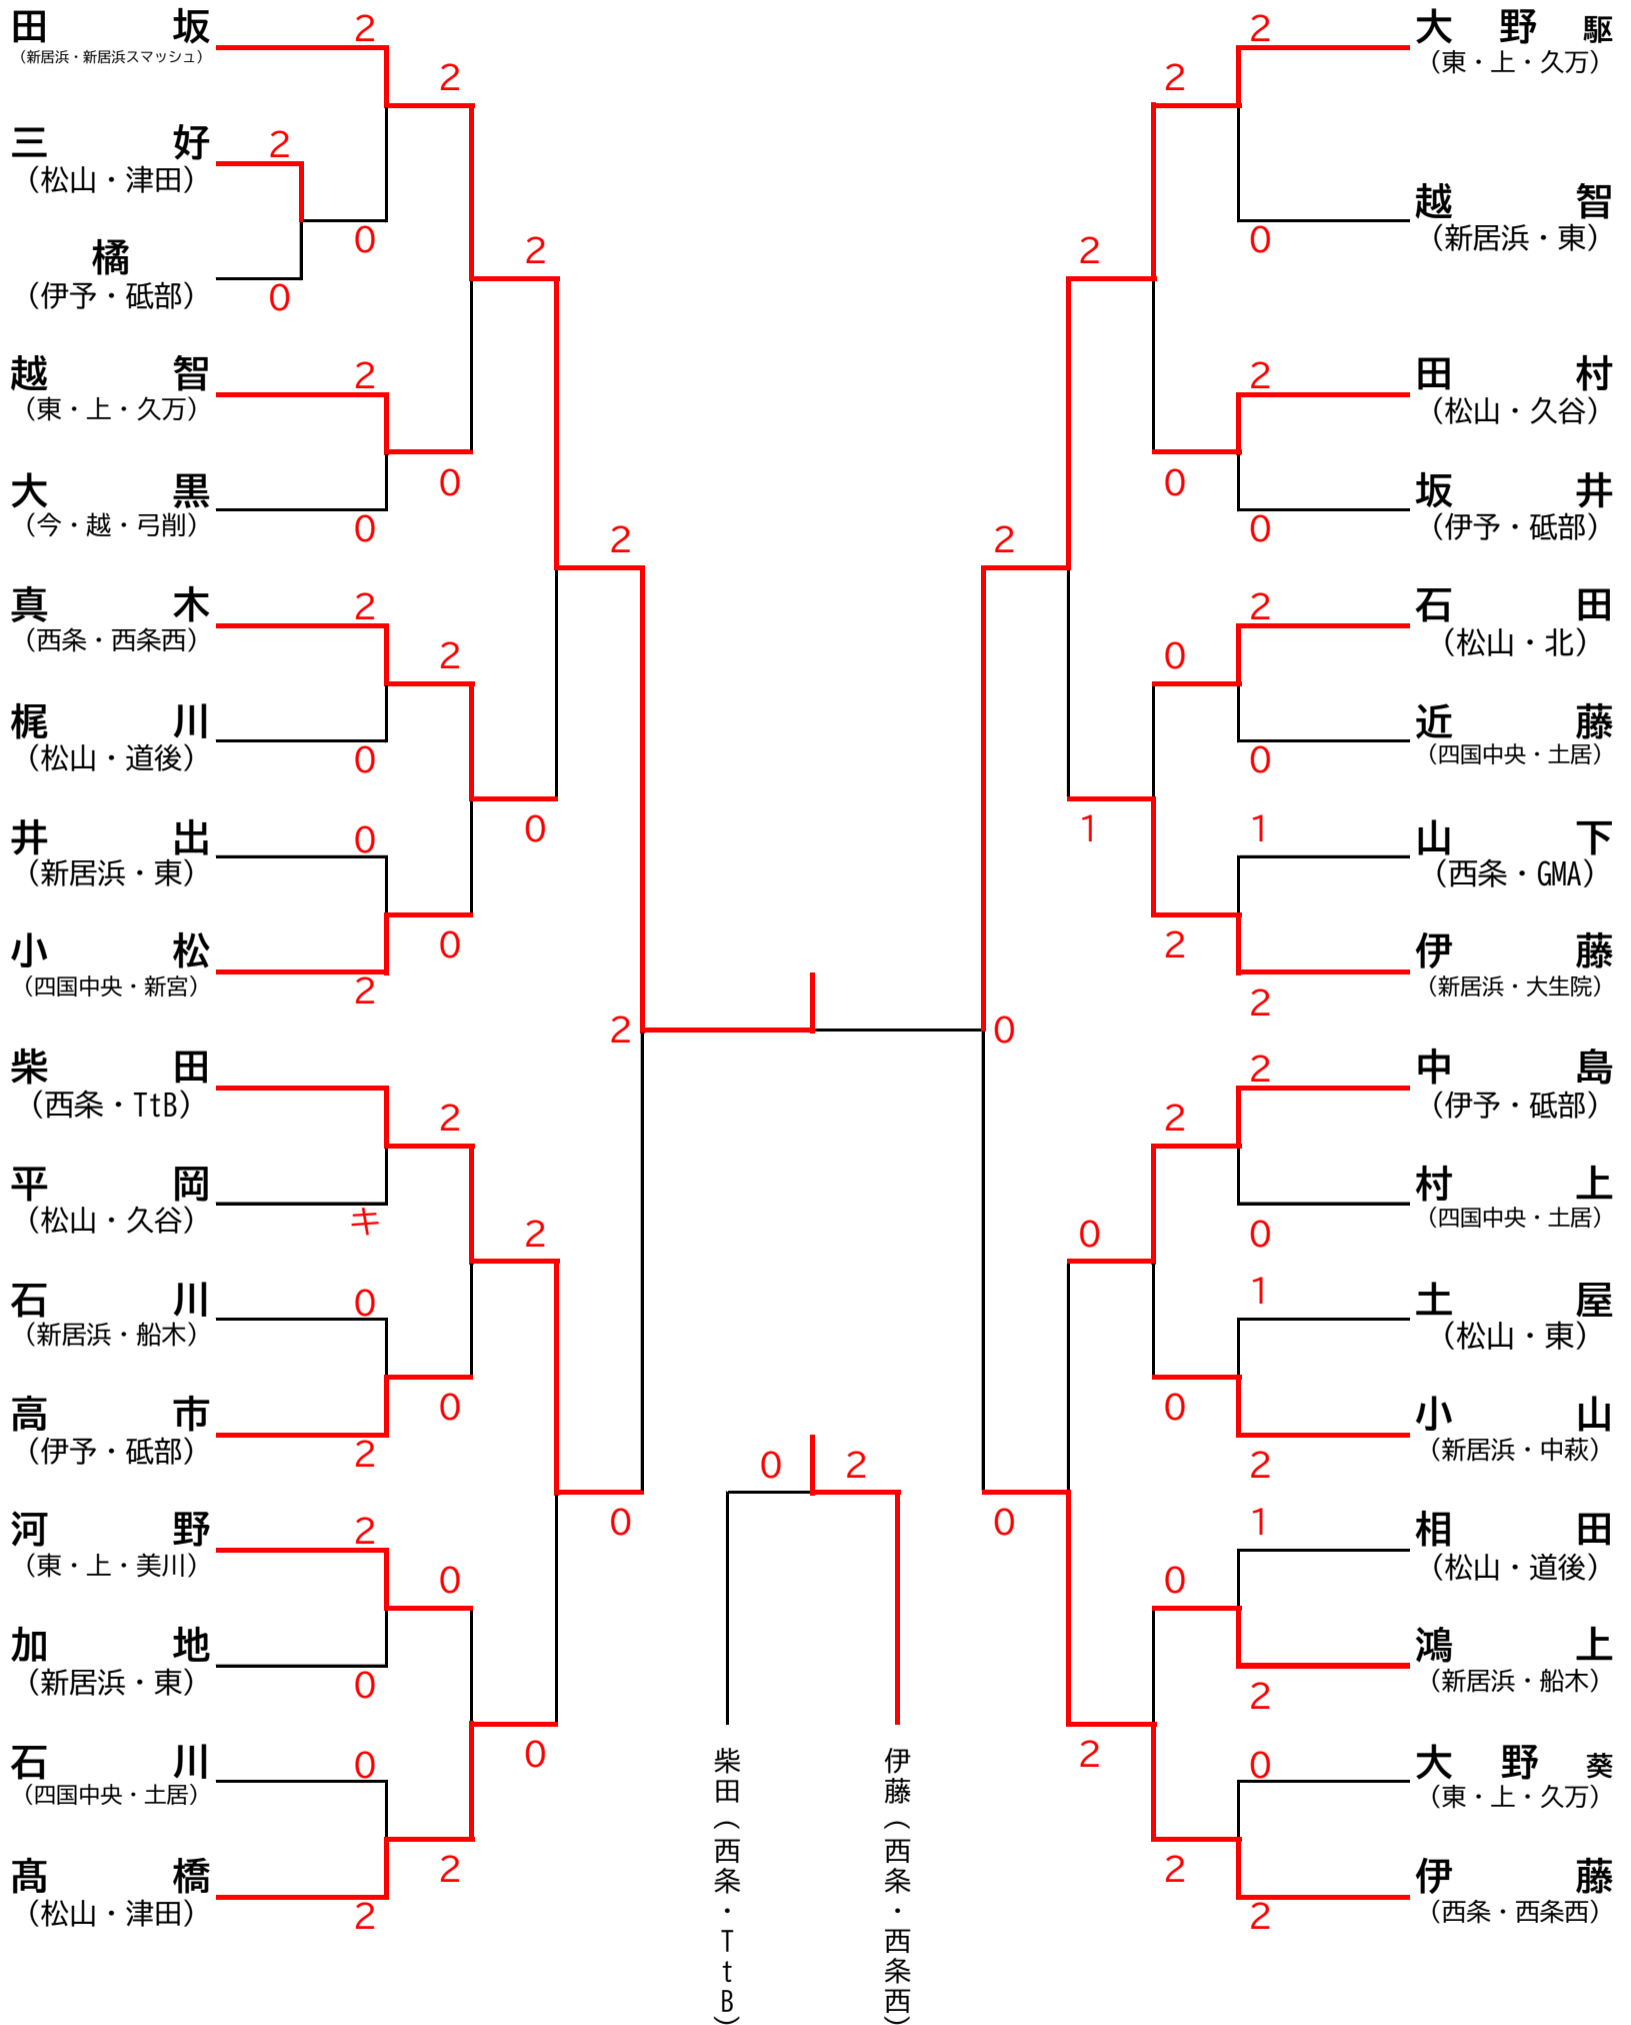 田坂
（新居浜・新居浜スマッシュ）
2
2
三好
（松山・津田）
2
0
橘
（伊予・砥部）
0
2
越智
（東・上・久万）
2
0
大黒
（今・越・弓削）
0
2
真木
（西条・西条西）
2
2
梶川
（松山・道後）
0
0
井出
（新居浜・東）
0
0
小松
（四国中央・新宮）
2
2
柴田
（西条・TtB）
2
平岡
（松山・久谷）
キ
2
石川
（新居浜・船木）
0
0
高市
（伊予・砥部）
2
0
河野
（東・上・美川）
2
0
加地
（新居浜・東）
0
0
石川
（四国中央・土居）
0
2
髙橋
（松山・津田）
2
0
2
柴田（西条・TtB）
伊藤（西条・西条西）
大野 駆
（東・上・久万）
2
2
越智
（新居浜・東）
0
2
田村
（松山・久谷）
2
0
坂井
（伊予・砥部）
0
2
石田
（松山・北）
2
0
近藤
（四国中央・土居）
0
1
山下
（西条・GMA）
1
2
伊藤
（新居浜・大生院）
2
0
中島
（伊予・砥部）
2
2
村上
（四国中央・土居）
0
0
土屋
（松山・東）
1
0
小山
（新居浜・中萩）
2
0
相田
（松山・道後）
1
0
鴻上
（新居浜・船木）
2
2
大野 葵
（東・上・久万）
0
2
伊藤
（西条・西条西）
2